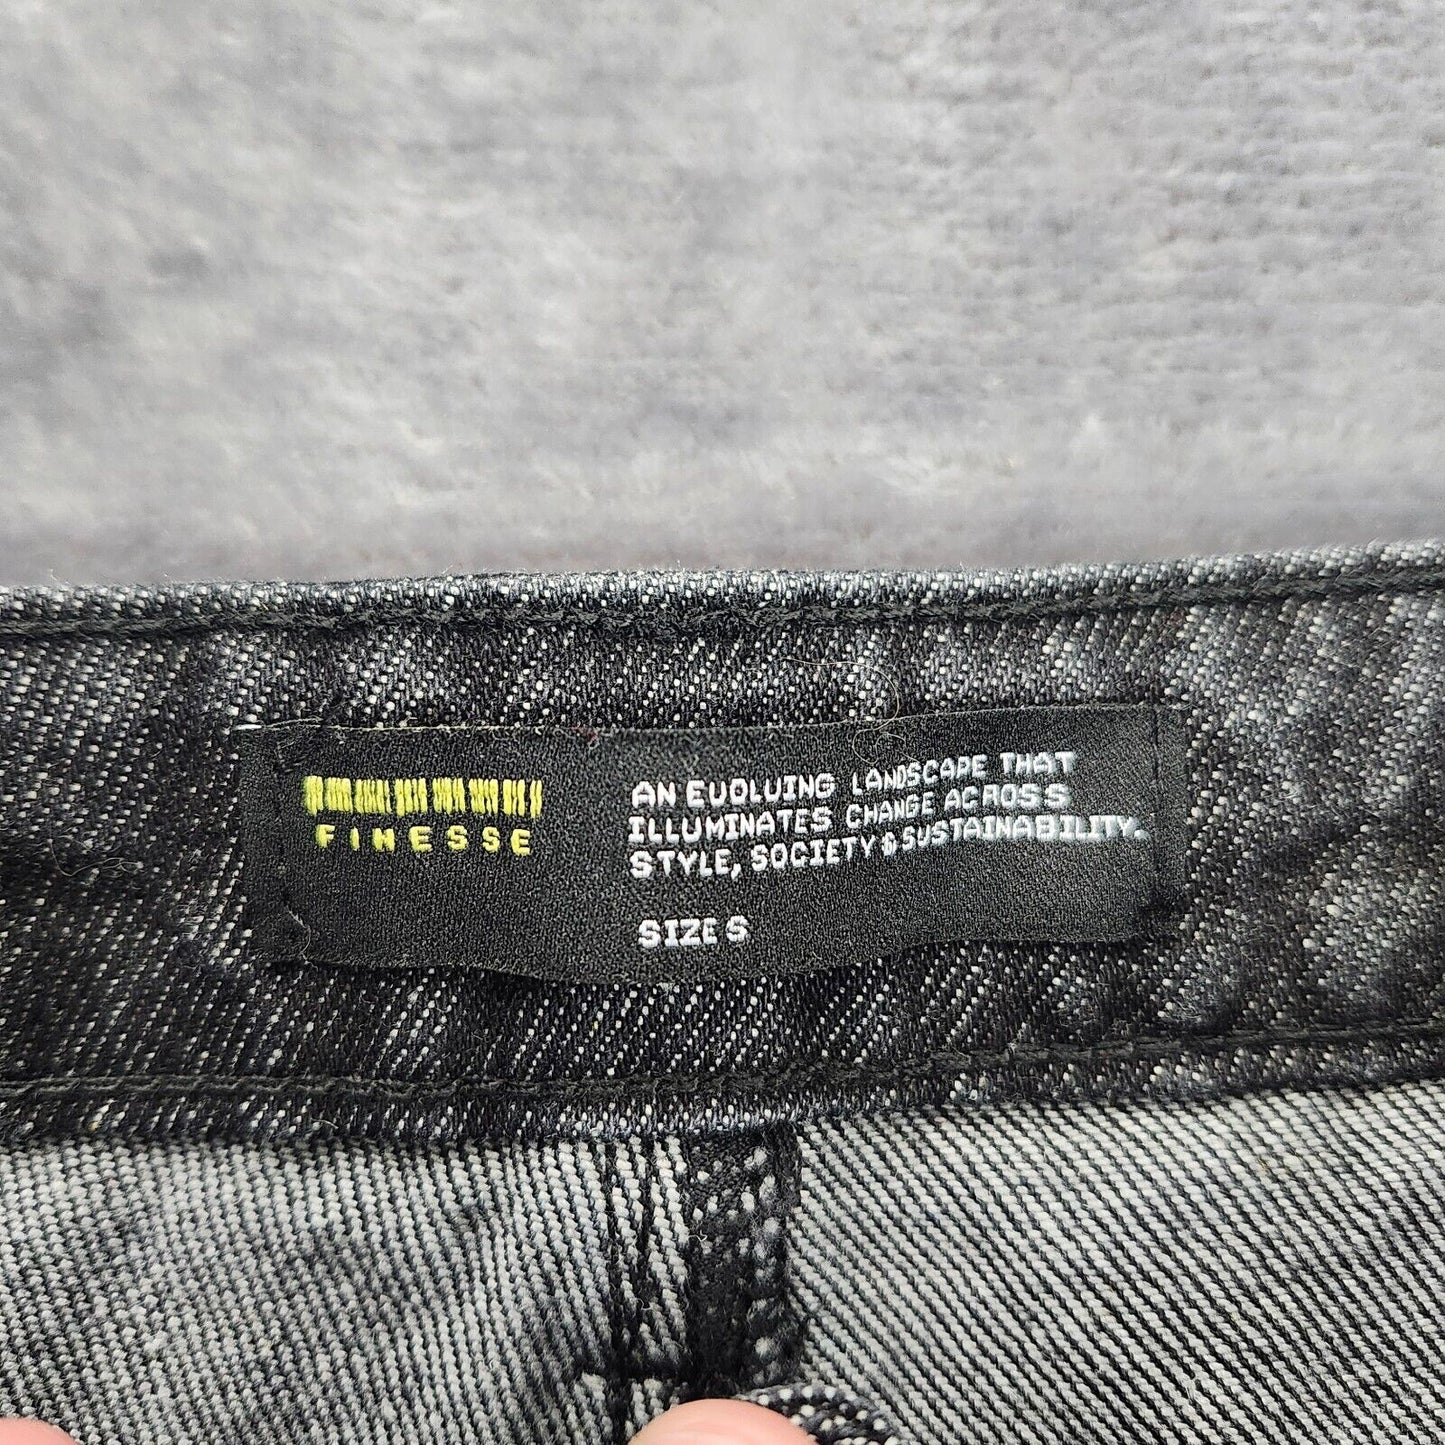 FINESSE
AN EVOLVING LANDSCAPE THAT
ILLUMINATES CHANGE ACROSS
STYLE, SOCIETY & SUSTAINABILITY.
SIZE S